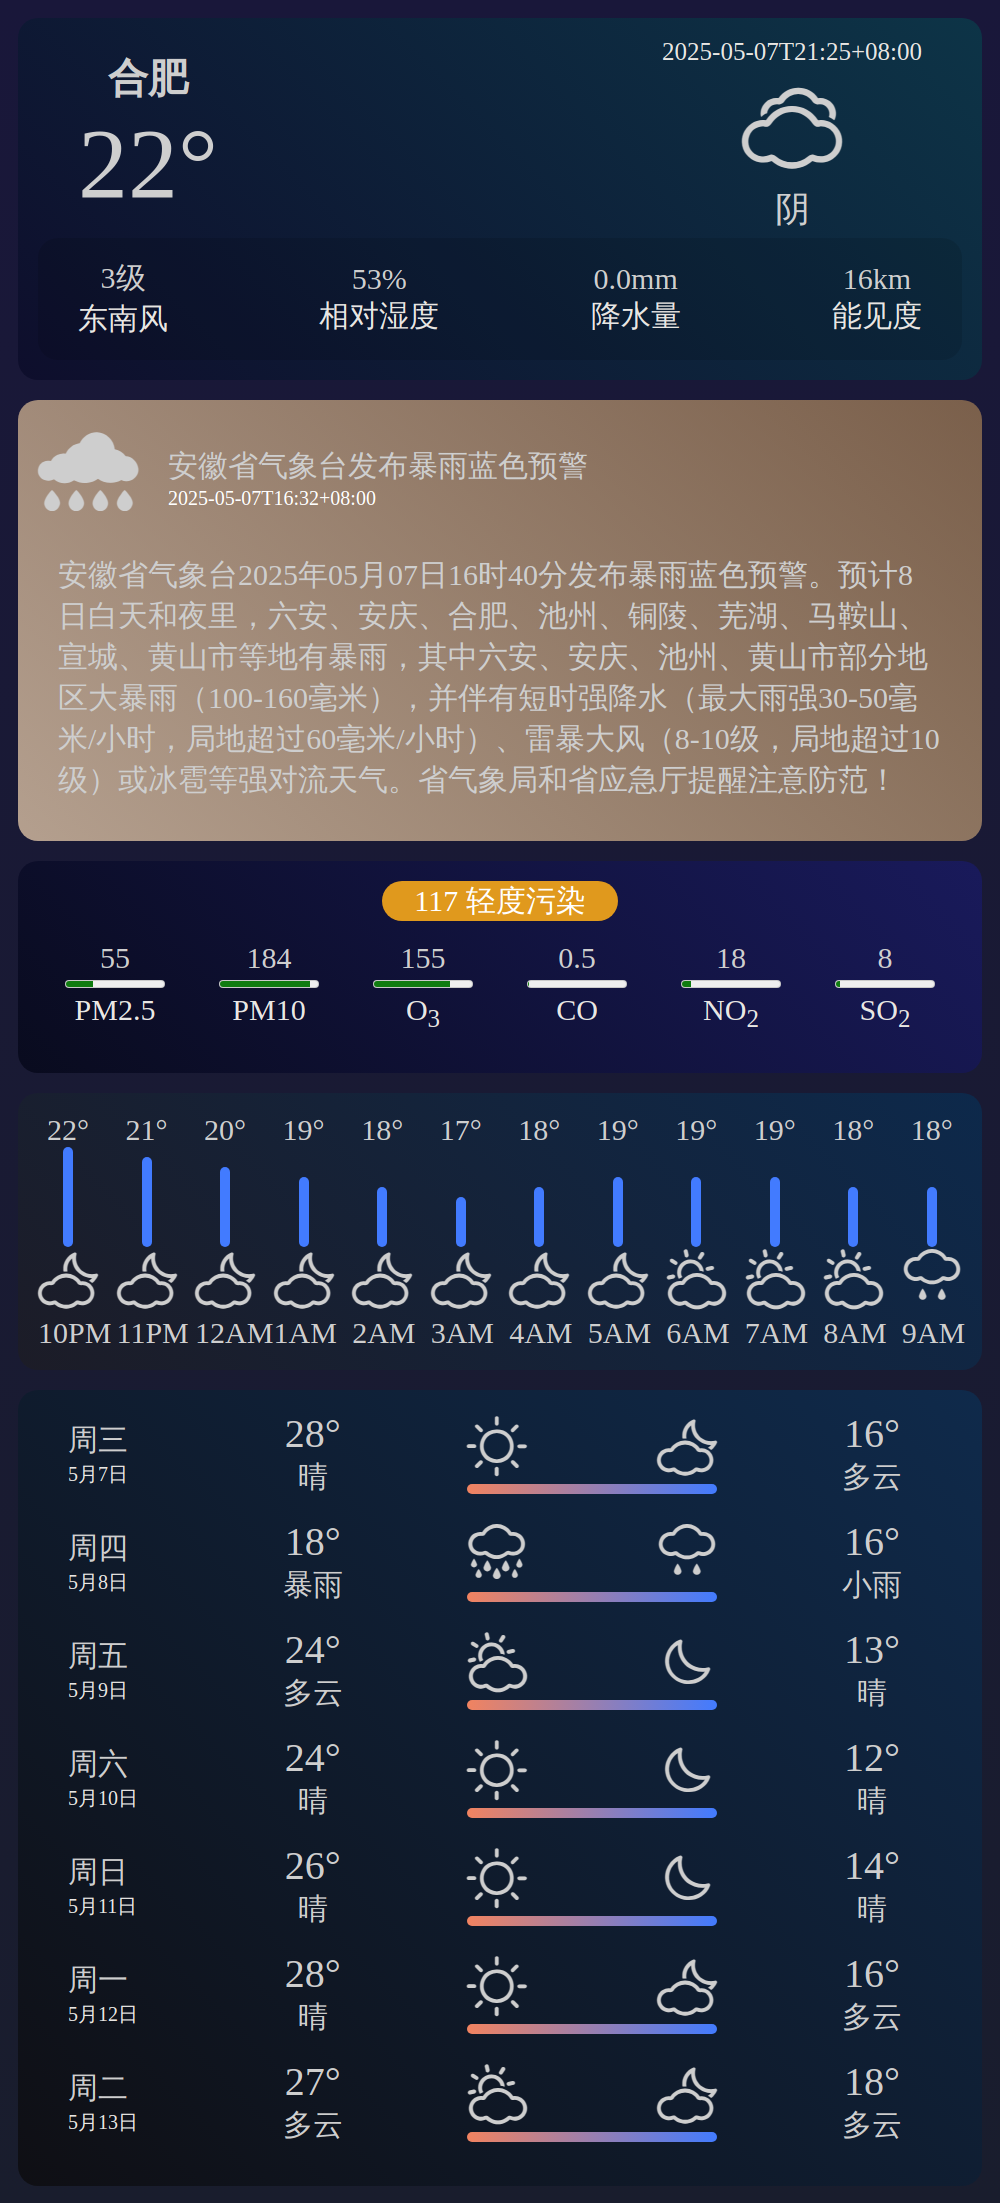 合肥
22°
2025-05-07T21:25+08:00
阴
3级 53% 0.0mm 16km
东南风 相对湿度 降水量 能见度
安徽省气象台发布暴雨蓝色预警
2025-05-07T16:32+08:00
安徽省气象台2025年05月07日16时40分发布暴雨蓝色预警。预计8
日白天和夜里，六安、安庆、合肥、池州、铜陵、芜湖、马鞍山、
宣城、黄山市等地有暴雨，其中六安、安庆、池州、黄山市部分地
区大暴雨（100-160毫米），并伴有短时强降水（最大雨强30-50毫
米/小时，局地超过60毫米/小时）、雷暴大风（8-10级，局地超过10
级）或冰雹等强对流天气。省气象局和省应急厅提醒注意防范！
117 轻度污染
55 184 155 0.5 18 8
PM2.5 PM10 O3 CO NO2 SO2
22° 21° 20° 19° 18° 17° 18° 19° 19° 19° 18° 18°
10PM 11PM 12AM 1AM 2AM 3AM 4AM 5AM 6AM 7AM 8AM 9AM
周三 28° 16°
5月7日 晴 多云
周四 18° 16°
5月8日 暴雨 小雨
周五 24° 13°
5月9日 多云 晴
周六 24° 12°
5月10日 晴 晴
周日 26° 14°
5月11日 晴 晴
周一 28° 16°
5月12日 晴 多云
周二 27° 18°
5月13日 多云 多云